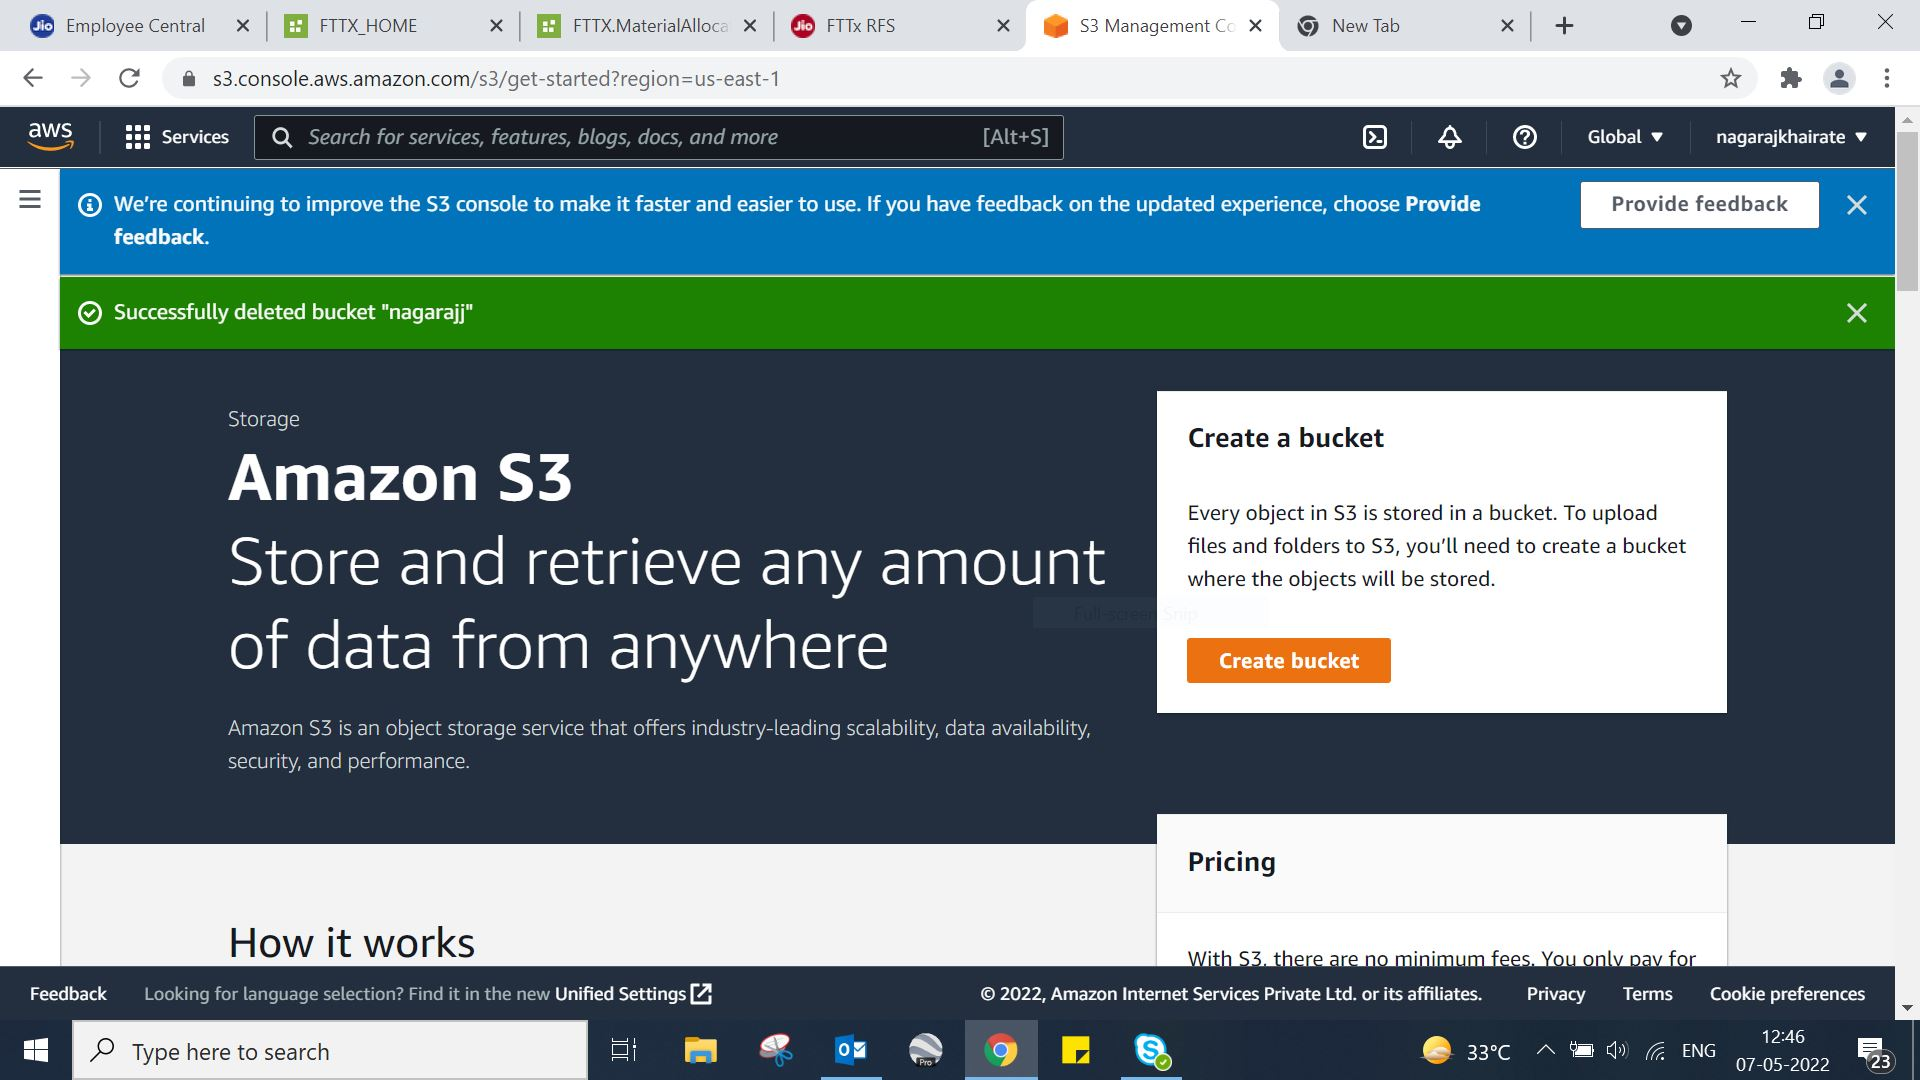 Employee Central
FTTX_HOME
FTTX.MaterialAlloca
FTTx RFS
S3 Management Co
New Tab
s3.console.aws.amazon.com/s3/get-started?region=us-east-1
aws
Services
Search for services, features, blogs, docs, and more
[Alt+S]
Global
nagarajkhairate
We're continuing to improve the S3 console to make it faster and easier to use. If you have feedback on the updated experience, choose Provide
feedback.
Provide feedback
Successfully deleted bucket "nagarajj"
Storage
Amazon S3
Store and retrieve any amount
of data from anywhere
Amazon S3 is an object storage service that offers industry-leading scalability, data availability,
security, and performance.
Create a bucket
Every object in S3 is stored in a bucket. To upload
files and folders to S3, you'll need to create a bucket
where the objects will be stored.
Full-screen Snip
Create bucket
Pricing
With S3, there are no minimum fees. You only pay for
How it works
Feedback
Looking for language selection? Find it in the new Unified Settings
© 2022, Amazon Internet Services Private Ltd. or its affiliates.
Privacy
Terms
Cookie preferences
Type here to search
Pro
33°C
ENG
12:46
07-05-2022
23
Jio
Jio